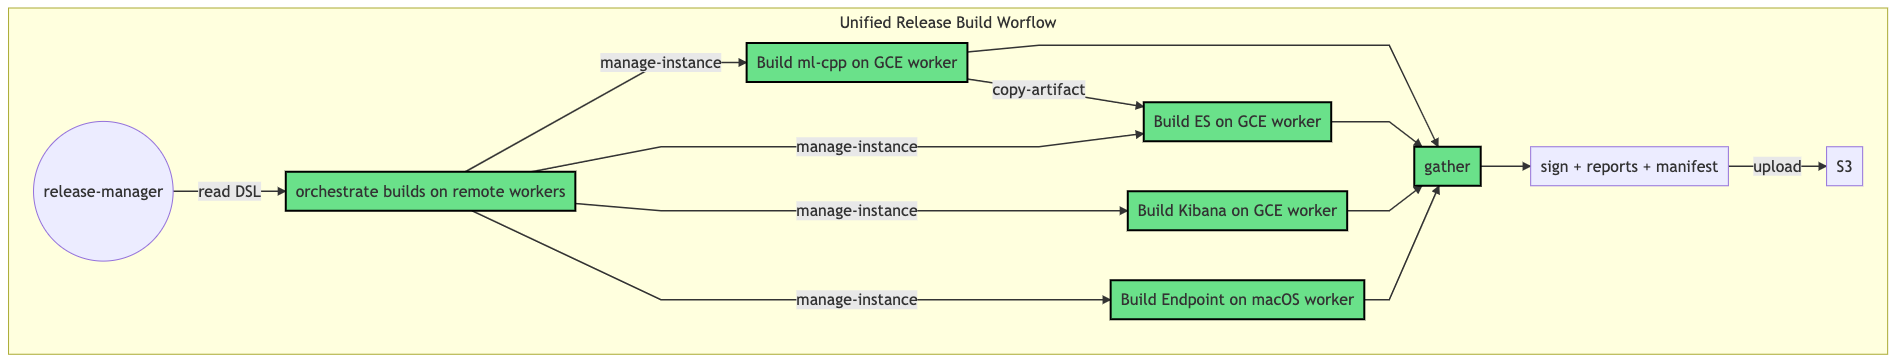 Unified Release Build Worflow
release-manager
read DSL
orchestrate builds on remote workers
manage-instance
Build ml-cpp on GCE worker
copy-artifact
manage-instance
Build ES on GCE worker
manage-instance
Build Kibana on GCE worker
manage-instance
Build Endpoint on macOS worker
gather
sign + reports + manifest
upload
S3